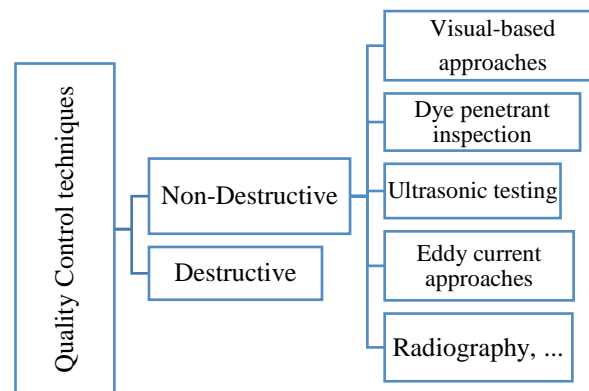 Quality Control techniques
Non-Destructive
Destructive
Visual-based
approaches
Dye penetrant
inspection
Ultrasonic testing
Eddy current
approaches
Radiography, ...